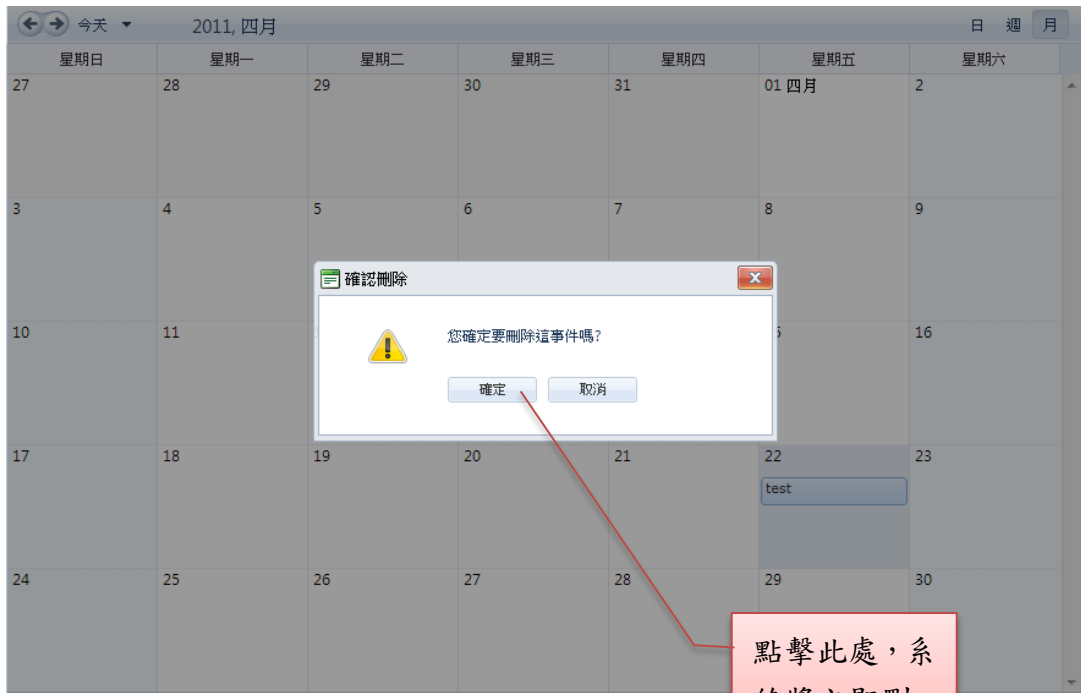 今天 2011, 四月 日 週 月
星期日 星期一 星期二 星期三 星期四 星期五 星期六
27 28 29 30 31 01 四月 2
3 4 5 6 7 8 9
確認刪除
您確定要刪除這事件嗎?
10 11 16
確定 取消
17 18 19 20 21 22 23
test
24 25 26 27 28 29 30
點擊此處，系